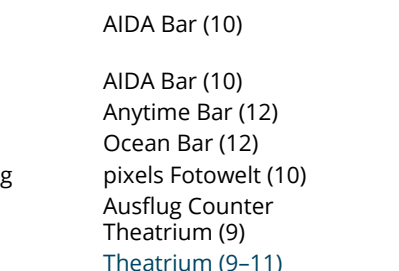 AIDA Bar (10)
AIDA Bar (10)
Anytime Bar (12)
Ocean Bar (12)
g pixels Fotowelt (10)
Ausflug Counter
Theatrium (9)
Theatrium (9–11)